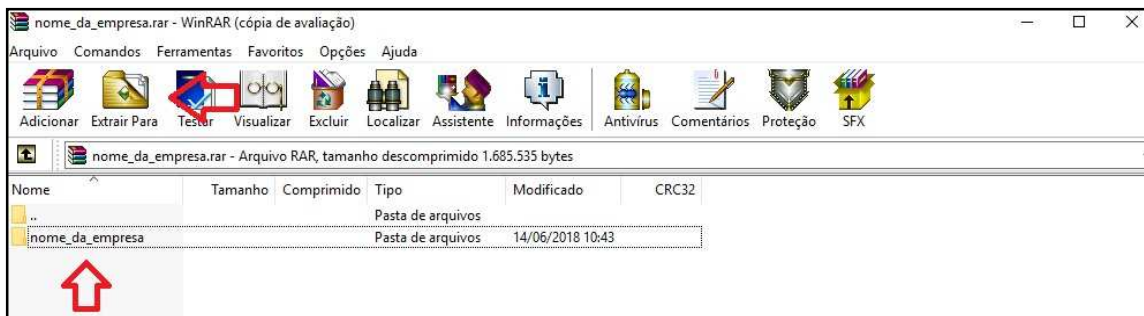 nome_da_empresa.rar - WinRAR (cópia de avaliação)
Arquivo Comandos Ferramentas Favoritos Opções Ajuda
Adicionar Extrair Para Testar Visualizar Excluir Localizar Assistente Informações Antivírus Comentários Proteção SFX
nome_da_empresa.rar - Arquivo RAR, tamanho descomprimido 1.685.535 bytes
Nome Tamanho Comprimido Tipo Modificado CRC32
.. Pasta de arquivos
nome_da_empresa Pasta de arquivos 14/06/2018 10:43